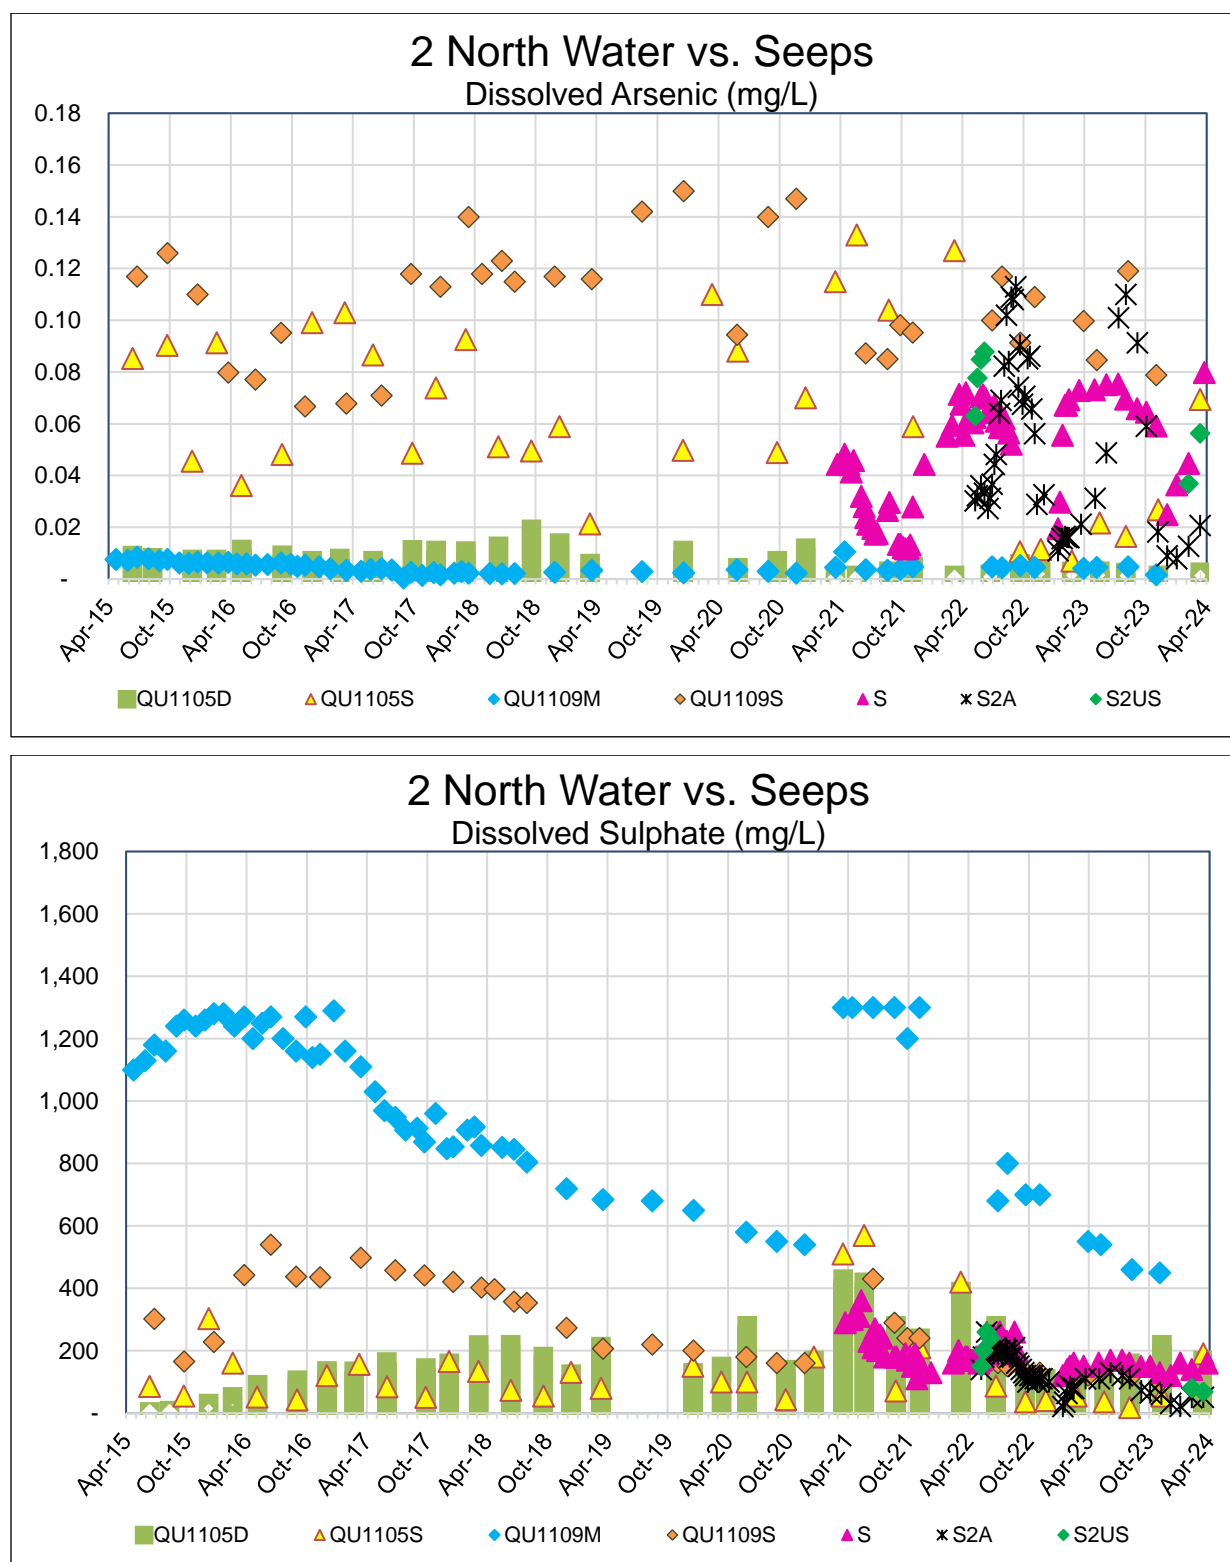 2 North Water vs. Seeps
Dissolved Arsenic (mg/L)
0.18
0.16
0.14
0.12
0.10
0.08
0.06
0.04
0.02
-
Apr-15 Oct-15 Apr-16 Oct-16 Apr-17 Oct-17 Apr-18 Oct-18 Apr-19 Oct-19 Apr-20 Oct-20 Apr-21 Oct-21 Apr-22 Oct-22 Apr-23 Oct-23 Apr-24
QU1105D QU1105S QU1109M QU1109S S S2A S2US
2 North Water vs. Seeps
Dissolved Sulphate (mg/L)
1,800
1,600
1,400
1,200
1,000
800
600
400
200
-
Apr-15 Oct-15 Apr-16 Oct-16 Apr-17 Oct-17 Apr-18 Oct-18 Apr-19 Oct-19 Apr-20 Oct-20 Apr-21 Oct-21 Apr-22 Oct-22 Apr-23 Oct-23 Apr-24
QU1105D QU1105S QU1109M QU1109S S S2A S2US